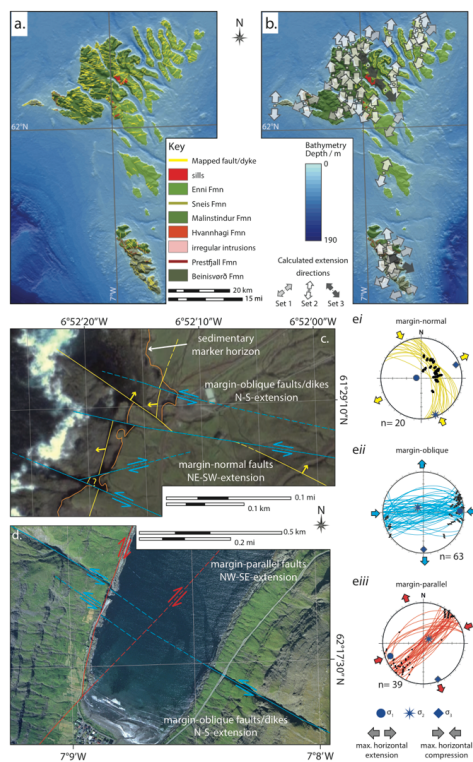 a.
N
b.
62°N
7°W
Key
Mapped fault/dyke
sills
Enni Fmn
Sneis Fmn
Malinstindur Fmn
Hvannhagi Fmn
irregular intrusions
Prestfjall Fmn
Beinisvørð Fmn
20 km
15 mi
Bathymetry
Depth / m
0
190
Calculated extension
directions
Set 1
Set 2
Set 3
62°N
7°W
6°52'20"
6°52'10"
6°52'00"
sedimentary
marker horizon
c.
margin-oblique faults/dikes
N-S-extension
margin-normal faults
NE-SW-extension
?
61°29'10"N
0.1 mi
0.1 km
0.5 km
0.2 mi
N
d.
margin-parallel faults
NW-SE-extension
margin-oblique faults/dikes
N-S-extension
62°17'30"N
7°9'W
7°8'W
ei
margin-normal
N
n= 20
eii
margin-oblique
n= 63
eiii
margin-parallel
N
n= 39
σ1
σ2
σ3
max. horizontal
extension
max. horizontal
compression